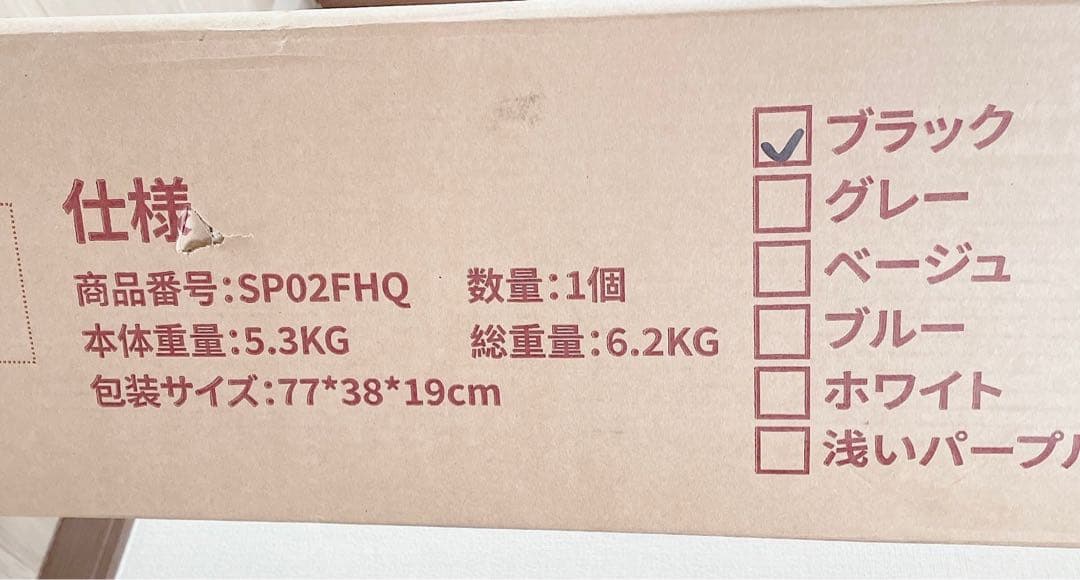 仕様
商品番号:SP02FHQ 数量:1個
本体重量:5.3KG 総重量:6.2KG
包装サイズ:77*38*19cm
ブラック
グレー
ベージュ
ブルー
ホワイト
浅いパープル